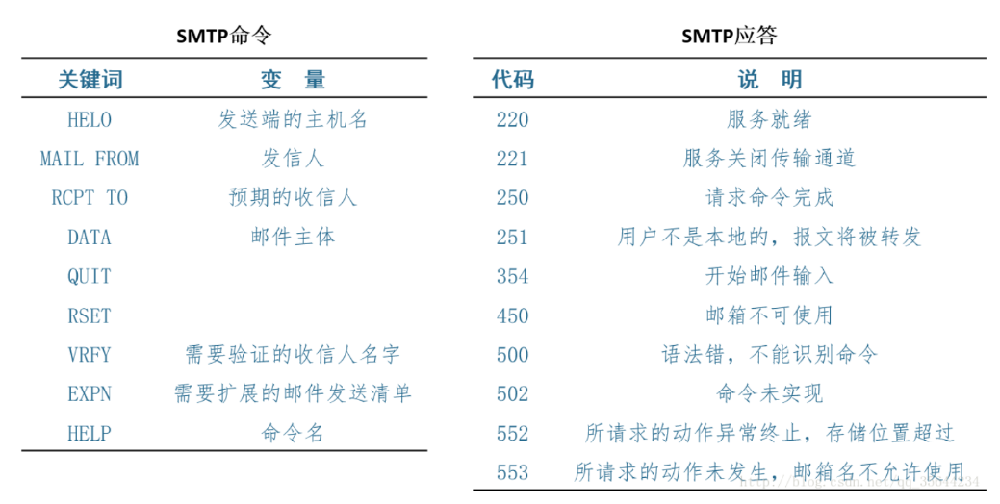 SMTP命令
关键词 变 量
HELO 发送端的主机名
MAIL FROM 发信人
RCPT TO 预期的收信人
DATA 邮件主体
QUIT
RSET
VRFY 需要验证的收信人名字
EXPN 需要扩展的邮件发送清单
HELP 命令名
SMTP应答
代码 说 明
220 服务就绪
221 服务关闭传输通道
250 请求命令完成
251 用户不是本地的，报文将被转发
354 开始邮件输入
450 邮箱不可使用
500 语法错，不能识别命令
502 命令未实现
552 所请求的动作异常终止，存储位置超过
553 所请求的动作未发生，邮箱名不允许使用